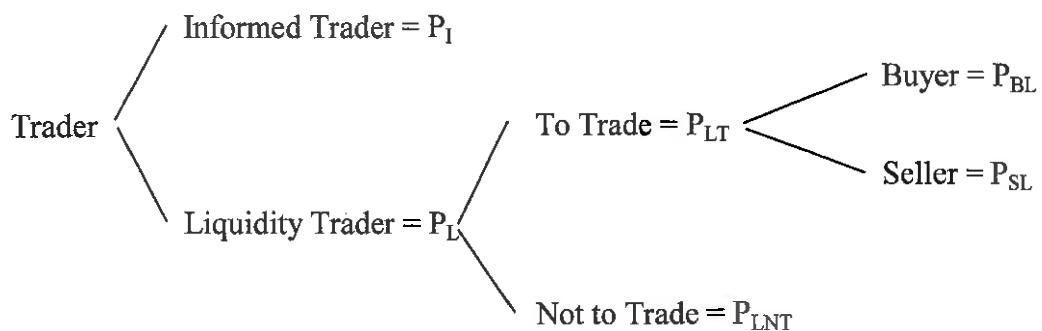 Informed Trader = P_I
Buyer = P_BL
Trader
To Trade = P_LT
Seller = P_SL
Liquidity Trader = P_L
Not to Trade = P_LNT